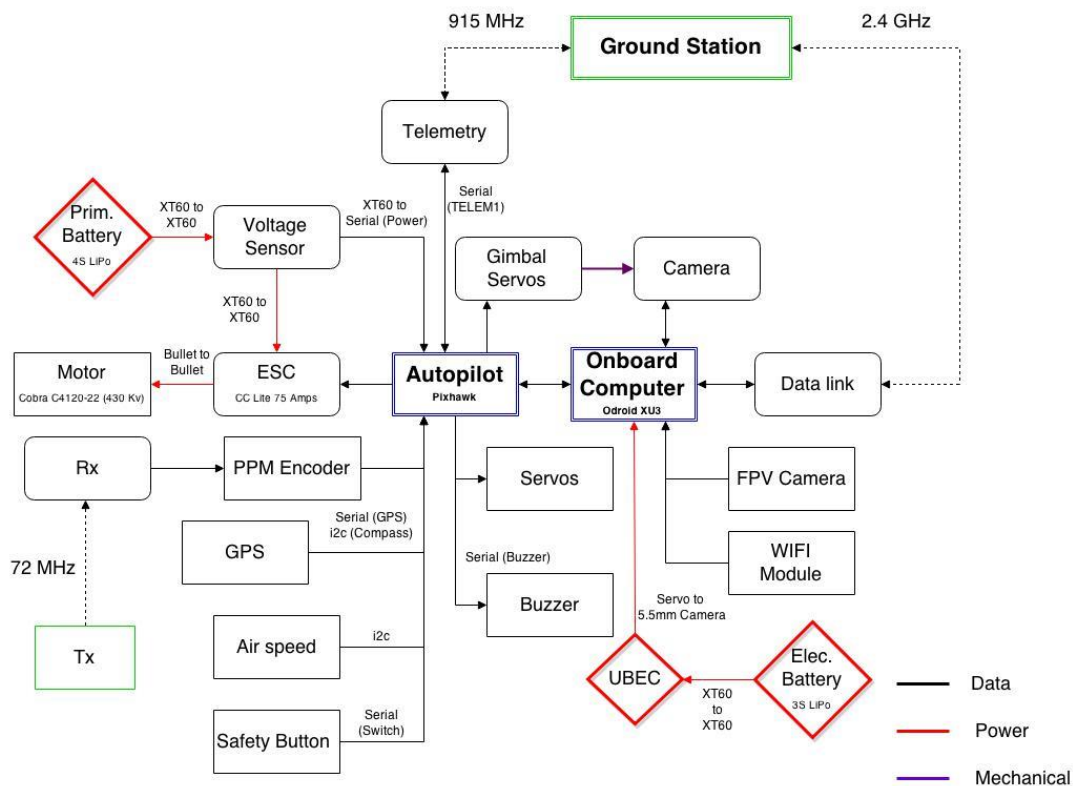 915 MHz
2.4 GHz
Ground Station
Telemetry
Serial
(TELEM1)
XT60 to
Serial (Power)
Prim.
Battery
4S LiPo
XT60 to
XT60
Voltage
Sensor
Gimbal
Servos
Camera
XT60 to
XT60
Motor
Cobra C4120-22 (430 Kv)
Bullet to
Bullet
ESC
CC Lite 75 Amps
Autopilot
Pixhawk
Onboard
Computer
Odroid XU3
Data link
Rx
PPM Encoder
Servos
FPV Camera
Serial (GPS)
i2c (Compass)
GPS
72 MHz
Serial (Buzzer)
Buzzer
WIFI
Module
Servo to
5.5mm Camera
Tx
Air speed
i2c
UBEC
XT60
to
XT60
Elec.
Battery
3S LiPo
Safety Button
Serial
(Switch)
Data
Power
Mechanical